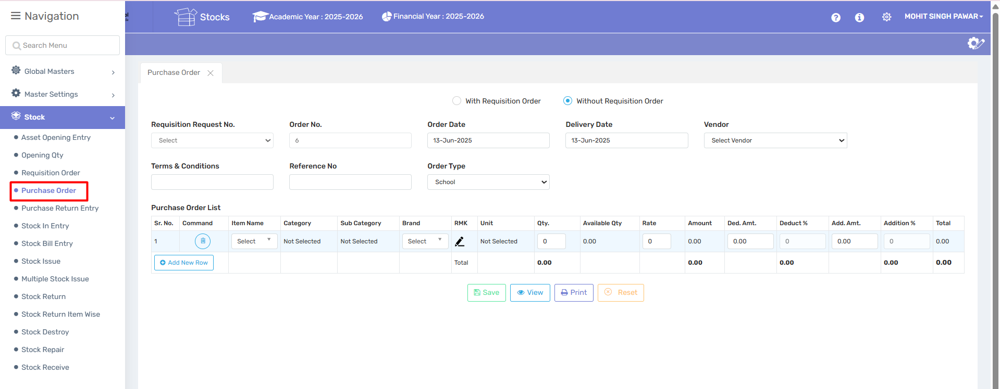 Navigation
Stocks
Academic Year : 2025-2026
Financial Year : 2025-2026
MOHIT SINGH PAWAR
Search Menu
Global Masters
Master Settings
Stock
Asset Opening Entry
Opening Qty
Requisition Order
Purchase Order
Purchase Return Entry
Stock In Entry
Stock Bill Entry
Stock Issue
Multiple Stock Issue
Stock Return
Stock Return Item Wise
Stock Destroy
Stock Repair
Stock Receive
Purchase Order
With Requisition Order Without Requisition Order
Requisition Request No. Order No. Order Date Delivery Date Vendor
Select 6 13-Jun-2025 13-Jun-2025 Select Vendor
Terms & Conditions Reference No Order Type
School
Purchase Order List
Sr. No. Command Item Name Category Sub Category Brand RMK Unit Qty. Available Qty Rate Amount Ded. Amt. Deduct % Add. Amt. Addition % Total
1 Select Not Selected Not Selected Select Not Selected 0 0.00 0 0.00 0.00 0 0.00 0 0.00
Add New Row Total 0.00 0.00 0.00 0.00 0.00
Save View Print Reset